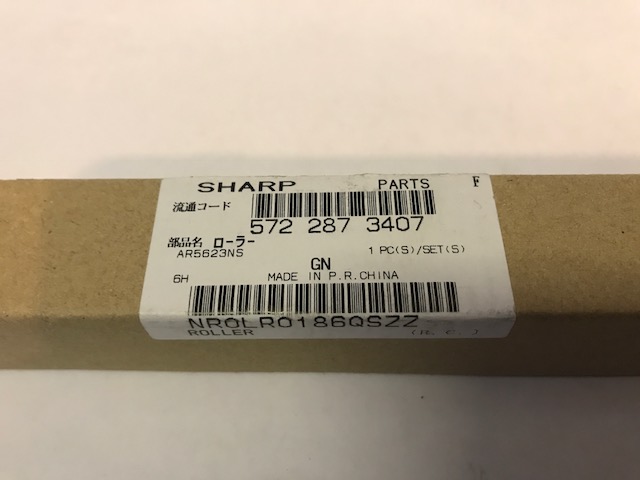 SHARP PARTS F
流通コード
572 287 3407
部品名 ローラー
AR5623NS 1 PC(S)/SET(S)
GN
6H MADE IN P.R.CHINA
NROLR0186QSZZ
ROLLER (R. C. )